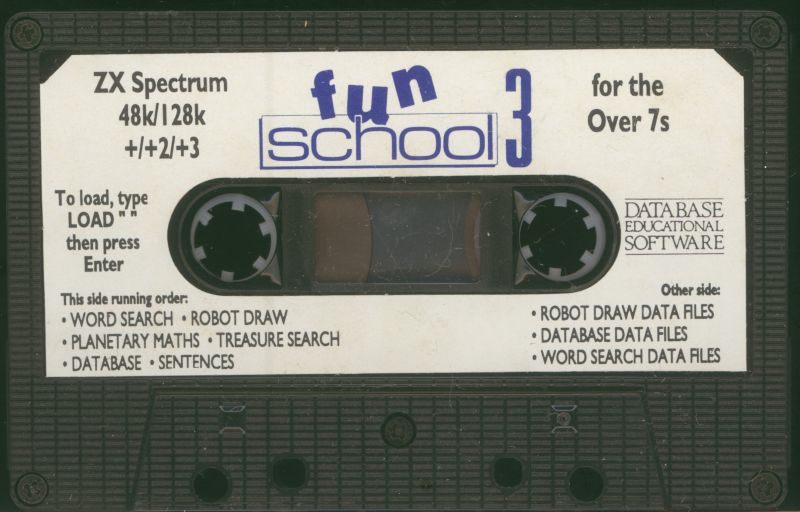 ZX Spectrum
48k/128k
+/+2/+3
fun
school 3
for the
Over 7s
To load, type
LOAD " "
then press
Enter
DATABASE
EDUCATIONAL
SOFTWARE
This side running order:
• WORD SEARCH • ROBOT DRAW
• PLANETARY MATHS • TREASURE SEARCH
• DATABASE • SENTENCES
Other side:
• ROBOT DRAW DATA FILES
• DATABASE DATA FILES
• WORD SEARCH DATA FILES